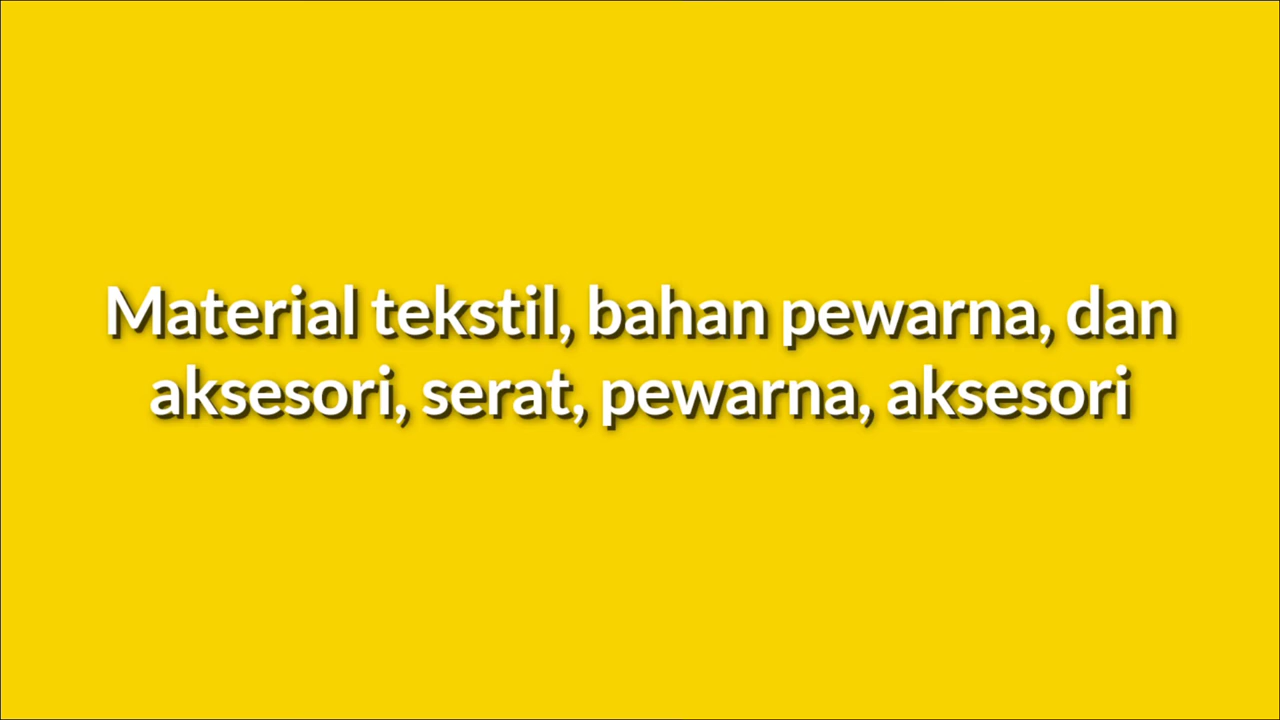 Material tekstil, bahan pewarna, dan
aksesori, serat, pewarna, aksesori